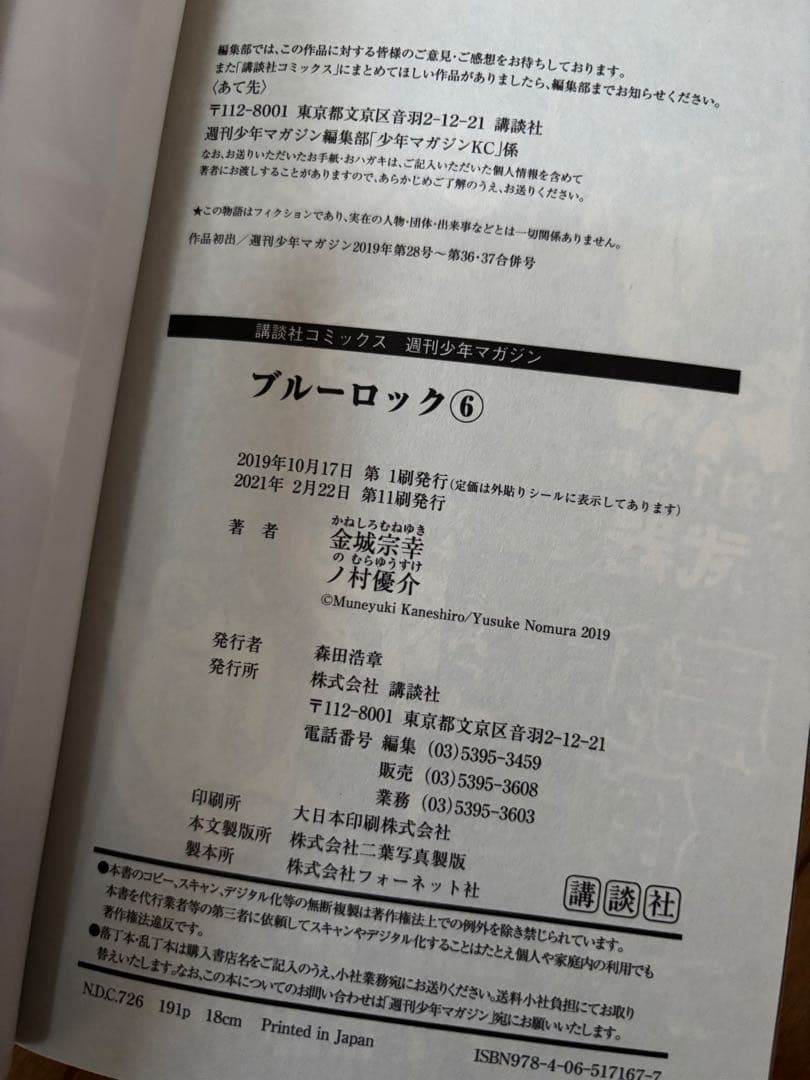 編集部では、この作品に対する皆様のご意見・ご感想をお待ちしております。
また「講談社コミックス」にまとめてほしい作品がありましたら、編集部までお知らせください。
〈あて先〉
〒112-8001 東京都文京区音羽2-12-21 講談社
週刊少年マガジン編集部「少年マガジンKC」係
なお、お送りいただいたお手紙・おハガキは、ご記入いただいた個人情報を含めて
著者にお渡しすることがありますので、あらかじめご了解のうえ、お送りください。
★この物語はフィクションであり、実在の人物・団体・出来事などとは一切関係ありません。
作品初出／週刊少年マガジン2019年第28号～第36・37合併号
講談社コミックス 週刊少年マガジン
ブルーロック⑥
2019年10月17日 第 1刷発行(定価は外貼りシールに表示してあります)
2021年 2月22日 第11刷発行
かねしろむねゆき
著 者 金城宗幸
の むらゆうすけ
ノ村優介
©Muneyuki Kaneshiro/Yusuke Nomura 2019
発行者 森田浩章
発行所 株式会社 講談社
〒112-8001 東京都文京区音羽2-12-21
電話番号 編集 (03)5395-3459
販売 (03)5395-3608
業務 (03)5395-3603
印刷所 大日本印刷株式会社
本文製版所 株式会社二葉写真製版
製本所 株式会社フォーネット社
講談社
●本書のコピー、スキャン、デジタル化等の無断複製は著作権法上での例外を除き禁じられています。
本書を代行業者等の第三者に依頼してスキャンやデジタル化することはたとえ個人や家庭内の利用でも
著作権法違反です。
●落丁本・乱丁本は購入書店名をご記入のうえ、小社業務宛にお送りください。送料小社負担にてお取り
替えいたします。なお、この本についてのお問い合わせは「週刊少年マガジン」宛にお願いいたします。
N.D.C.726 191p 18cm Printed in Japan
ISBN978-4-06-517167-7